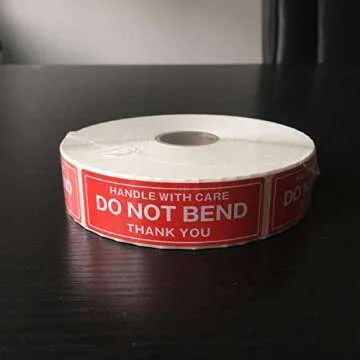 HANDLE WITH CARE
DO NOT BEND
THANK YOU